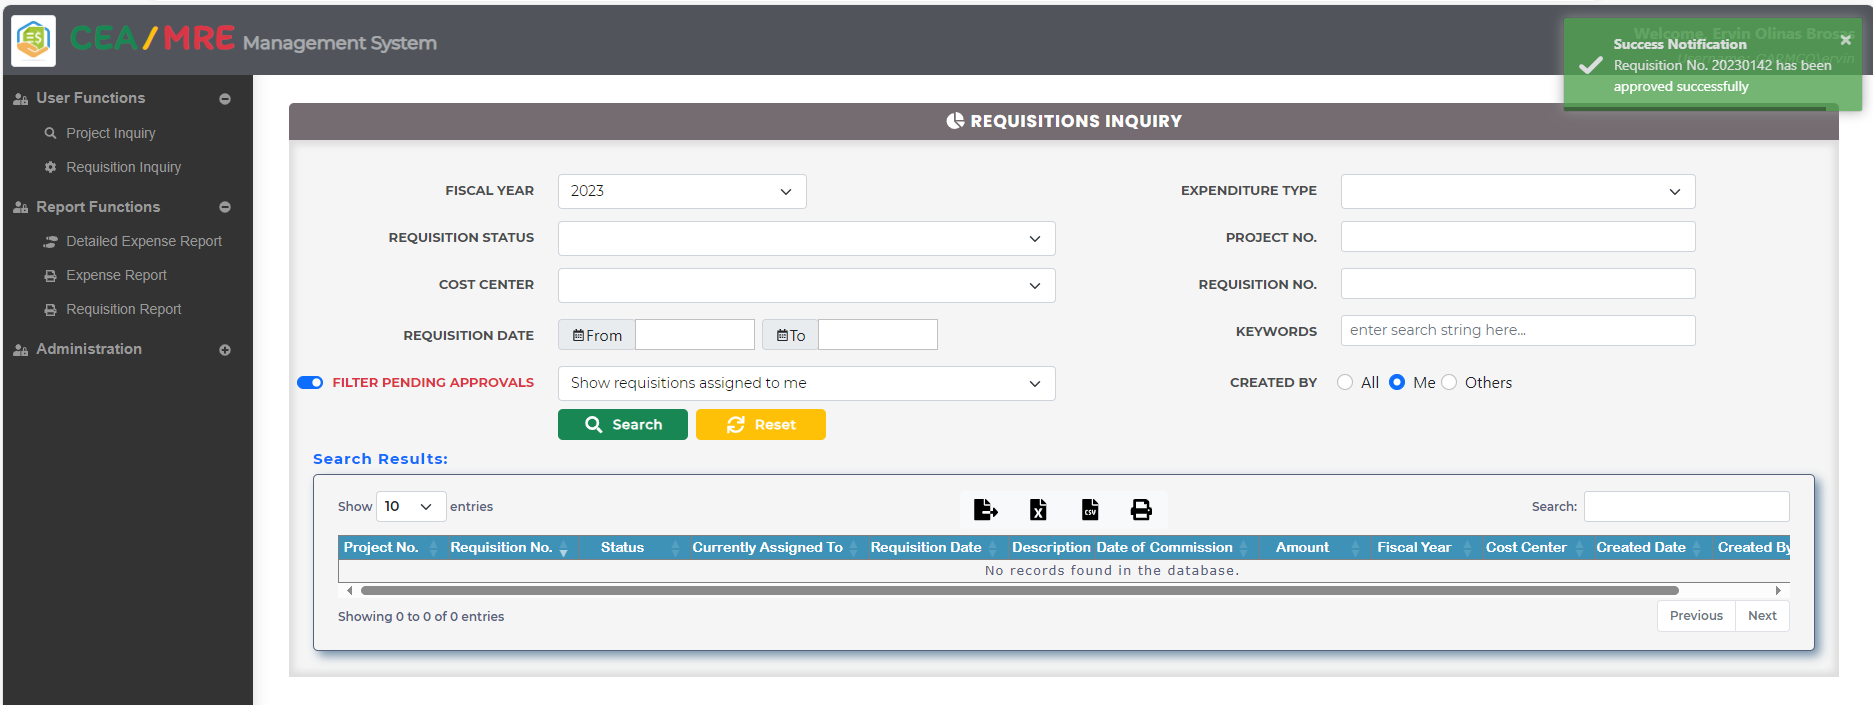 CEA/MRE Management System
Welcome, Ervin Olinas Brosas
Success Notification
Requisition No. 20230142 has been
approved successfully
User Functions
Project Inquiry
Requisition Inquiry
Report Functions
Detailed Expense Report
Expense Report
Requisition Report
Administration
REQUISITIONS INQUIRY
FISCAL YEAR 2023
EXPENDITURE TYPE
REQUISITION STATUS
PROJECT NO.
COST CENTER
REQUISITION NO.
REQUISITION DATE From To
KEYWORDS enter search string here...
FILTER PENDING APPROVALS Show requisitions assigned to me
CREATED BY All Me Others
Search Reset
Search Results:
Show 10 entries
CSV
Search:
Project No. Requisition No. Status Currently Assigned To Requisition Date Description Date of Commission Amount Fiscal Year Cost Center Created Date Created By
No records found in the database.
Showing 0 to 0 of 0 entries
Previous Next